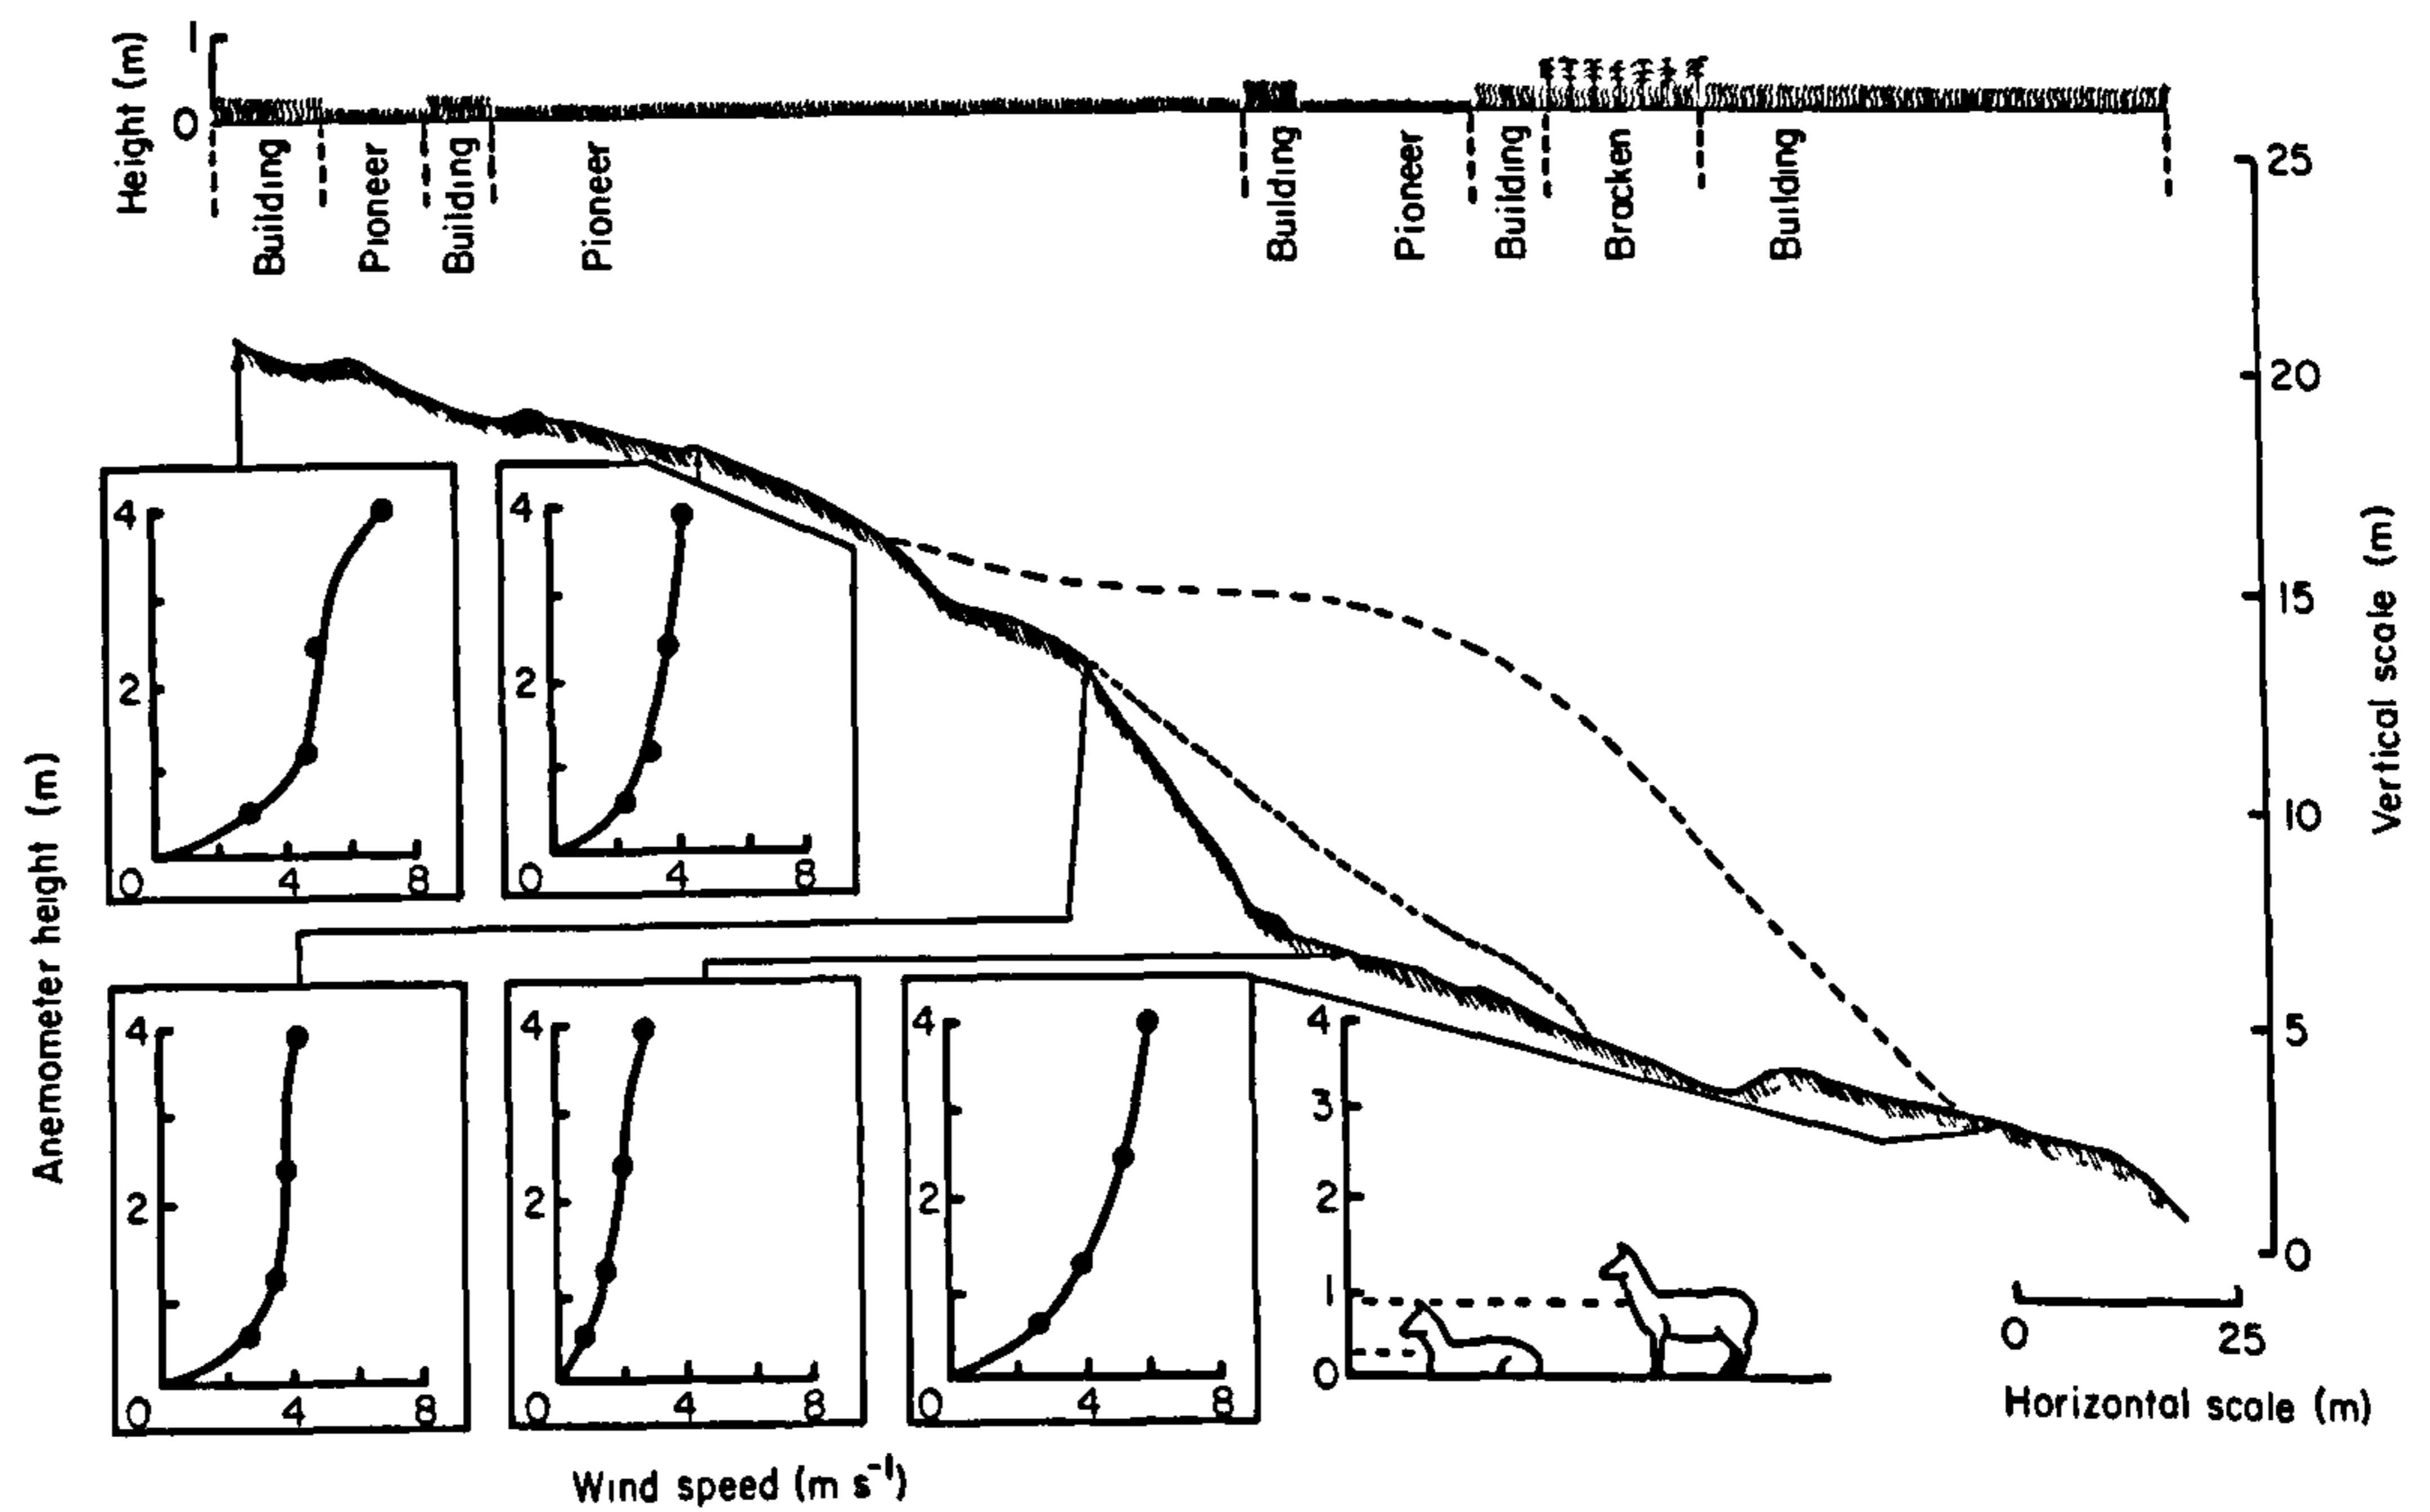 Height (m)
1
0
Building
Pioneer
Building
Pioneer
Building
Pioneer
Building
Bracken
Building
25
20
15
10
5
0
Vertical scale (m)
Anemometer height (m)
4
2
0 4 8
4
2
0 4 8
4
2
0 4 8
4
2
0 4 8
4
2
0 4 8
4
3
2
1
0
0 25
Horizontal scale (m)
Wind speed (m s⁻¹)